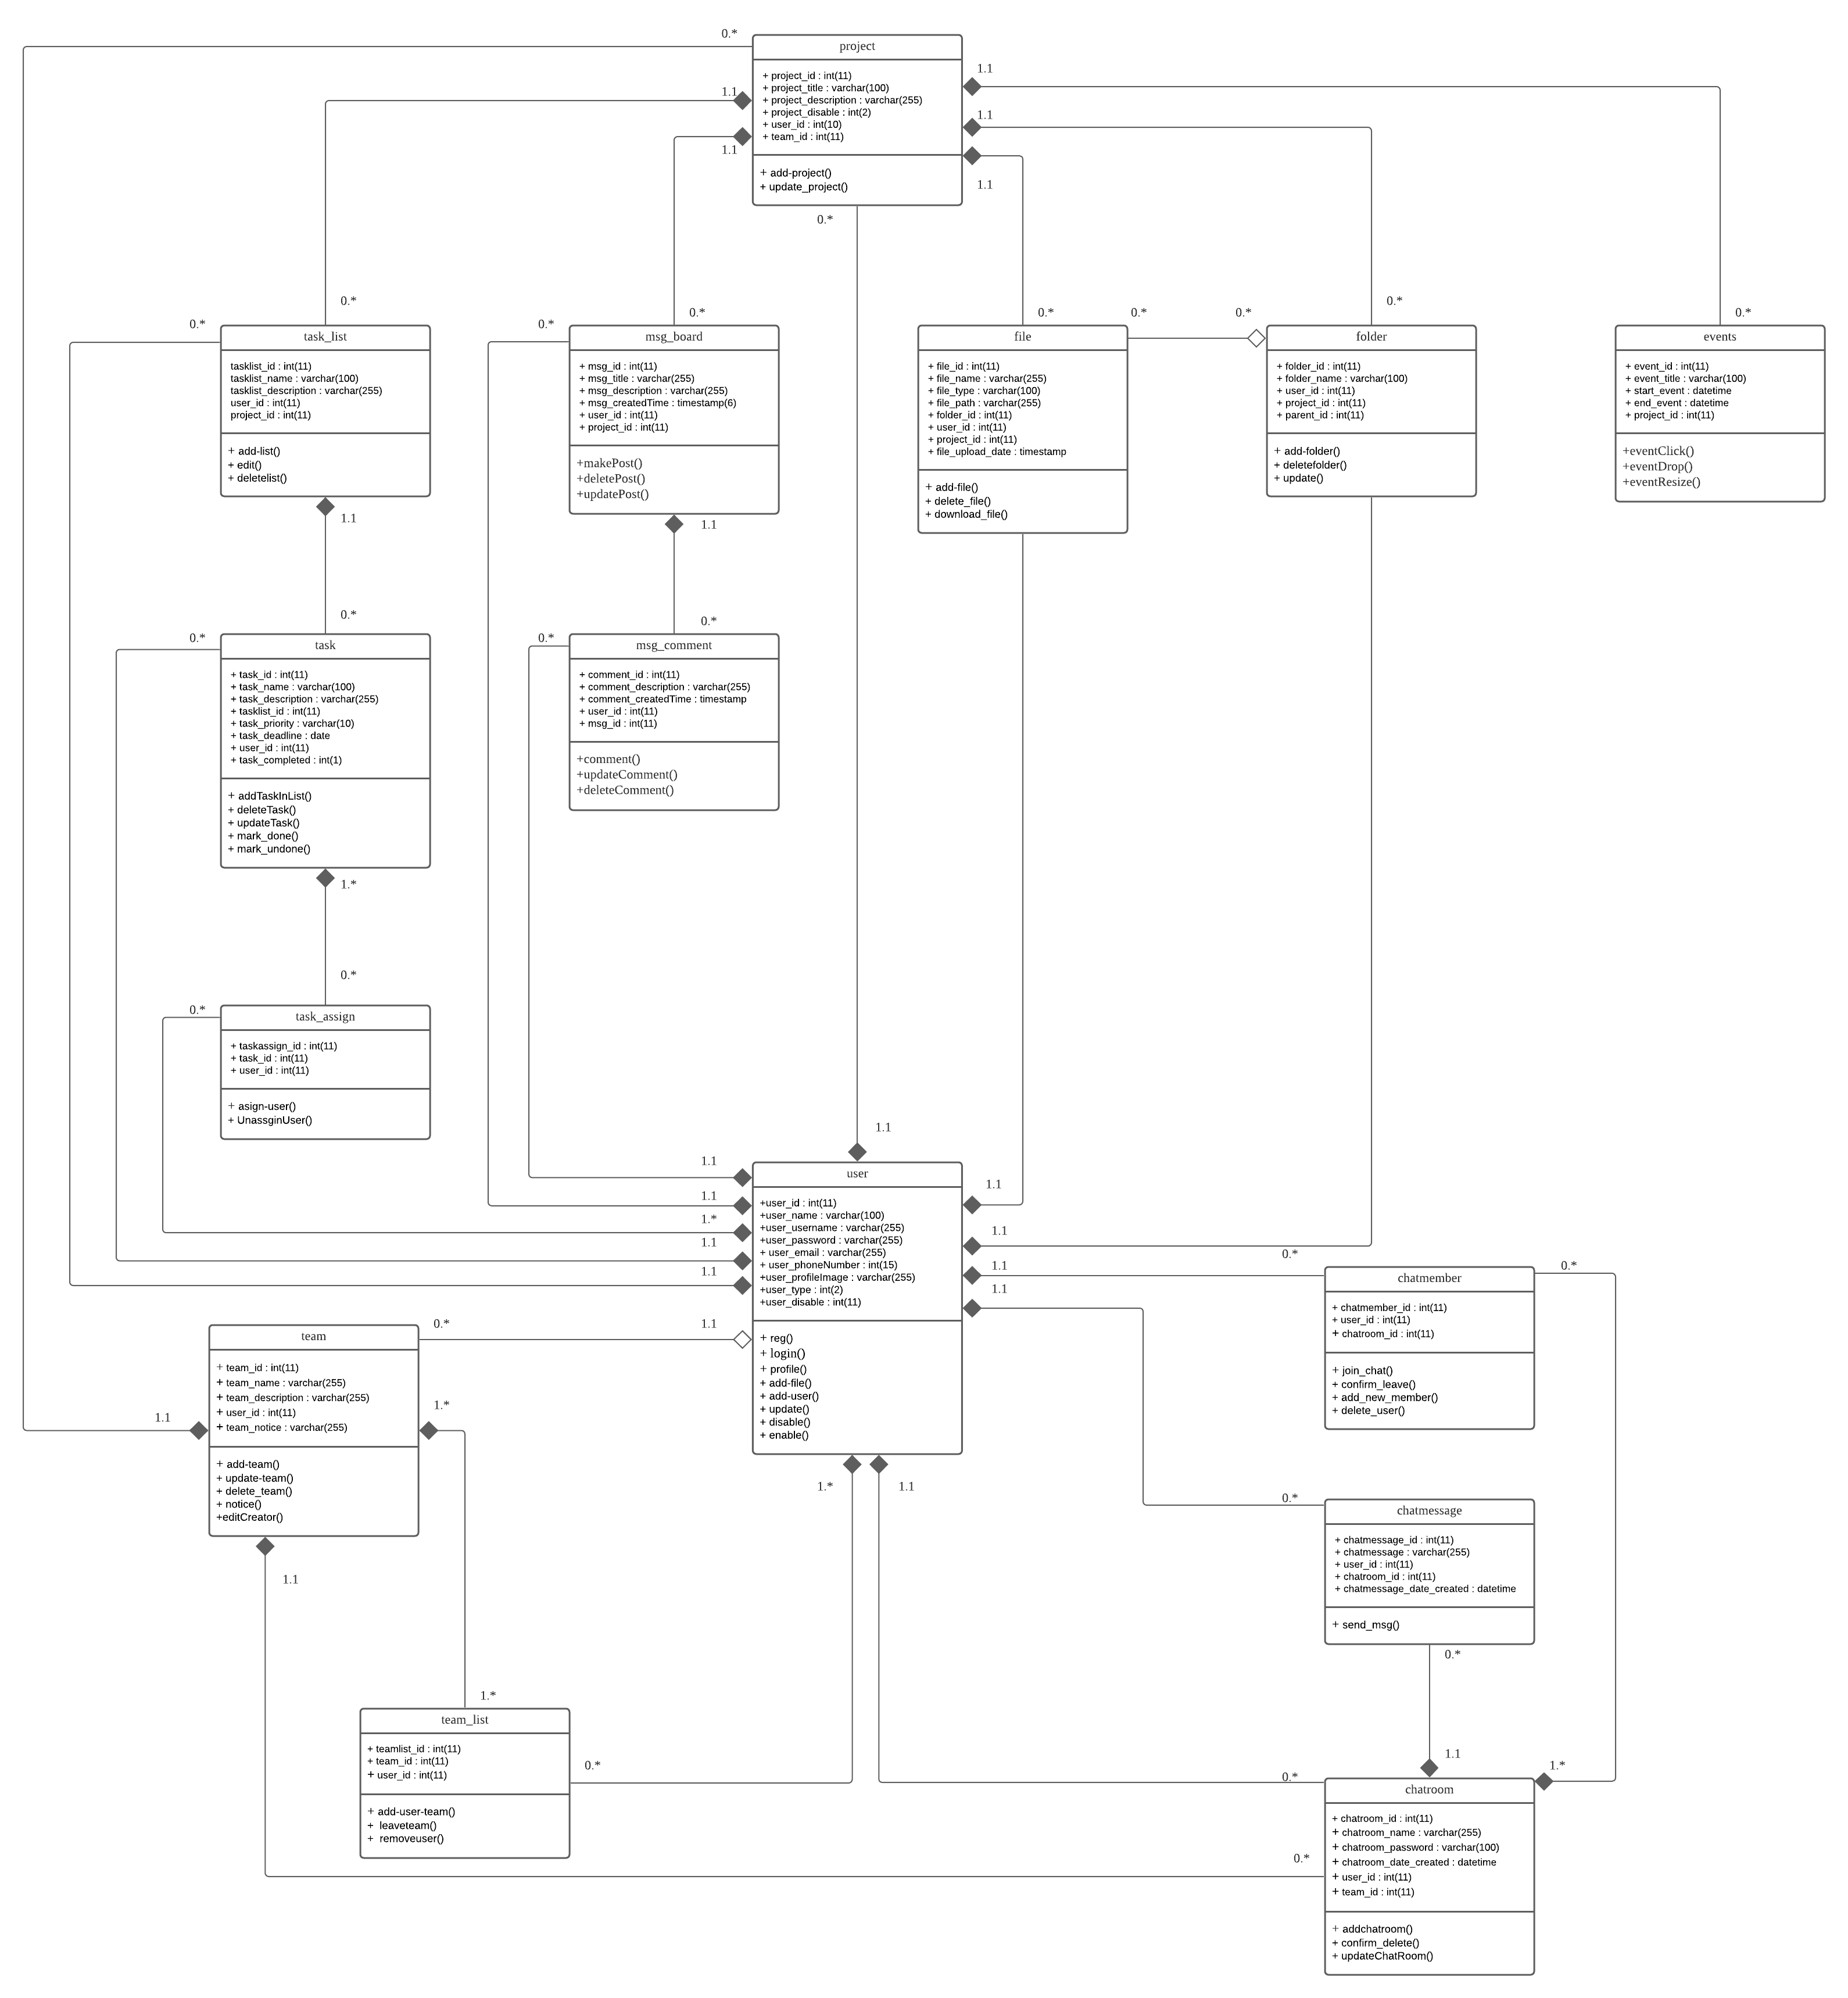 0.*
project
+ project_id : int(11)
+ project_title : varchar(100)
+ project_description : varchar(255)
+ project_disable : int(2)
+ user_id : int(10)
+ team_id : int(11)
+ add-project()
+ update_project()
1.1
1.1
1.1
1.1
1.1
0.*
0.*
0.*
0.*
0.*
0.*
0.*
0.*
0.*
0.*
task_list
tasklist_id : int(11)
tasklist_name : varchar(100)
tasklist_description : varchar(255)
user_id : int(11)
project_id : int(11)
+ add-list()
+ edit()
+ deletelist()
msg_board
+ msg_id : int(11)
+ msg_title : varchar(255)
+ msg_description : varchar(255)
+ msg_createdTime : timestamp(6)
+ user_id : int(11)
+ project_id : int(11)
+makePost()
+deletePost()
+updatePost()
file
+ file_id : int(11)
+ file_name : varchar(255)
+ file_type : varchar(100)
+ file_path : varchar(255)
+ folder_id : int(11)
+ user_id : int(11)
+ project_id : int(11)
+ file_upload_date : timestamp
+ add-file()
+ delete_file()
+ download_file()
folder
+ folder_id : int(11)
+ folder_name : varchar(100)
+ user_id : int(11)
+ project_id : int(11)
+ parent_id : int(11)
+ add-folder()
+ deletefolder()
+ update()
events
+ event_id : int(11)
+ event_title : varchar(100)
+ start_event : datetime
+ end_event : datetime
+ project_id : int(11)
+eventClick()
+eventDrop()
+eventResize()
1.1
1.1
0.*
0.*
0.*
0.*
task
+ task_id : int(11)
+ task_name : varchar(100)
+ task_description : varchar(255)
+ tasklist_id : int(11)
+ task_priority : varchar(10)
+ task_deadline : date
+ user_id : int(11)
+ task_completed : int(1)
+ addTaskInList()
+ deleteTask()
+ updateTask()
+ mark_done()
+ mark_undone()
msg_comment
+ comment_id : int(11)
+ comment_description : varchar(255)
+ comment_createdTime : timestamp
+ user_id : int(11)
+ msg_id : int(11)
+comment()
+updateComment()
+deleteComment()
1.*
0.*
0.*
task_assign
+ taskassign_id : int(11)
+ task_id : int(11)
+ user_id : int(11)
+ asign-user()
+ UnassginUser()
1.1
1.1
1.1
1.*
1.1
1.1
1.1
1.1
1.1
1.1
1.1
user
+user_id : int(11)
+user_name : varchar(100)
+user_username : varchar(255)
+user_password : varchar(255)
+ user_email : varchar(255)
+ user_phoneNumber : int(15)
+user_profileImage : varchar(255)
+user_type : int(2)
+user_disable : int(11)
+ reg()
+ login()
+ profile()
+ add-file()
+ add-user()
+ update()
+ disable()
+ enable()
0.*
0.*
chatmember
+ chatmember_id : int(11)
+ user_id : int(11)
+ chatroom_id : int(11)
+ join_chat()
+ confirm_leave()
+ add_new_member()
+ delete_user()
0.*
1.*
1.1
team
+ team_id : int(11)
+ team_name : varchar(255)
+ team_description : varchar(255)
+ user_id : int(11)
+ team_notice : varchar(255)
+ add-team()
+ update-team()
+ delete_team()
+ notice()
+editCreator()
1.*
1.1
0.*
chatmessage
+ chatmessage_id : int(11)
+ chatmessage : varchar(255)
+ user_id : int(11)
+ chatroom_id : int(11)
+ chatmessage_date_created : datetime
+ send_msg()
0.*
1.1
1.*
team_list
+ teamlist_id : int(11)
+ team_id : int(11)
+ user_id : int(11)
+ add-user-team()
+ leaveteam()
+ removeuser()
0.*
1.1
1.*
0.*
0.*
chatroom
+ chatroom_id : int(11)
+ chatroom_name : varchar(255)
+ chatroom_password : varchar(100)
+ chatroom_date_created : datetime
+ user_id : int(11)
+ team_id : int(11)
+ addchatroom()
+ confirm_delete()
+ updateChatRoom()